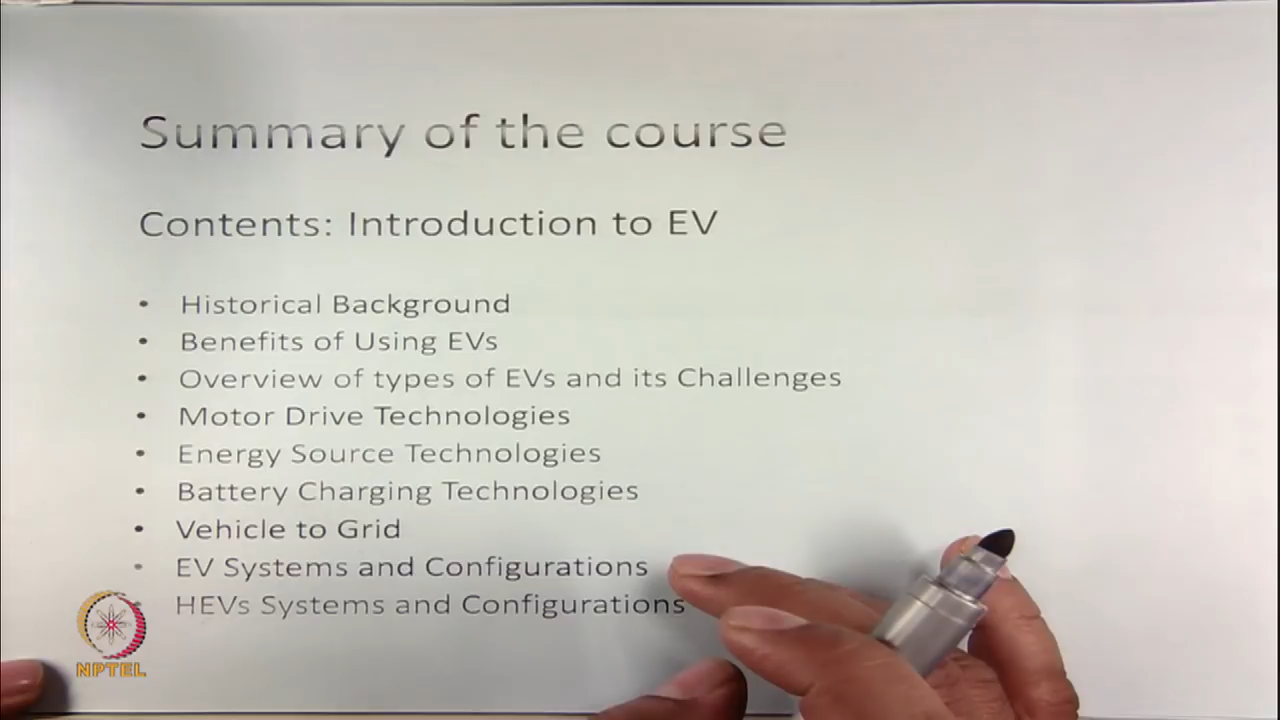 Summary of the course
Contents: Introduction to EV
• Historical Background
• Benefits of Using EVs
• Overview of types of EVs and its Challenges
• Motor Drive Technologies
• Energy Source Technologies
• Battery Charging Technologies
• Vehicle to Grid
• EV Systems and Configurations
HEVs Systems and Configurations
NPTEL